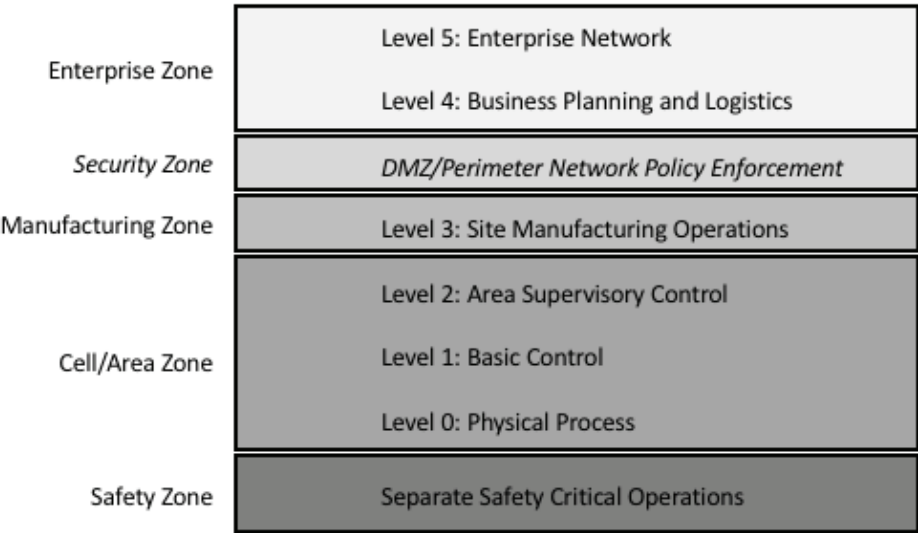 Level 5: Enterprise Network
Enterprise Zone
Level 4: Business Planning and Logistics
Security Zone
DMZ/Perimeter Network Policy Enforcement
Manufacturing Zone
Level 3: Site Manufacturing Operations
Level 2: Area Supervisory Control
Cell/Area Zone
Level 1: Basic Control
Level 0: Physical Process
Safety Zone
Separate Safety Critical Operations